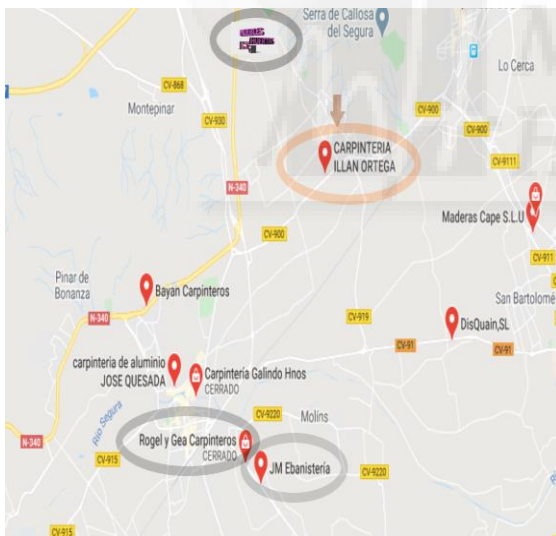 Serra de Callosa
del Segura
Lo Cerca
CV-868
Montepinar
CV-930
CV-900
CV-900
CARPINTERIA
ILLAN ORTEGA
CV-9111
N-340
Maderas Cape S.L.U
CV-900
CV-911
Pinar de
Bonanza
Bayan Carpinteros
San Bartolomé
N-340
CV-919
DisQuain,SL
CV-91
CV-91
carpinteria de aluminio
JOSE QUESADA
Carpintería Galindo Hnos
CERRADO
Río Segura
CV-9220
Molins
N-340
Rogel y Gea Carpinteros
CERRADO
CV-915
JM Ebanistería
CV-9220
CV-915